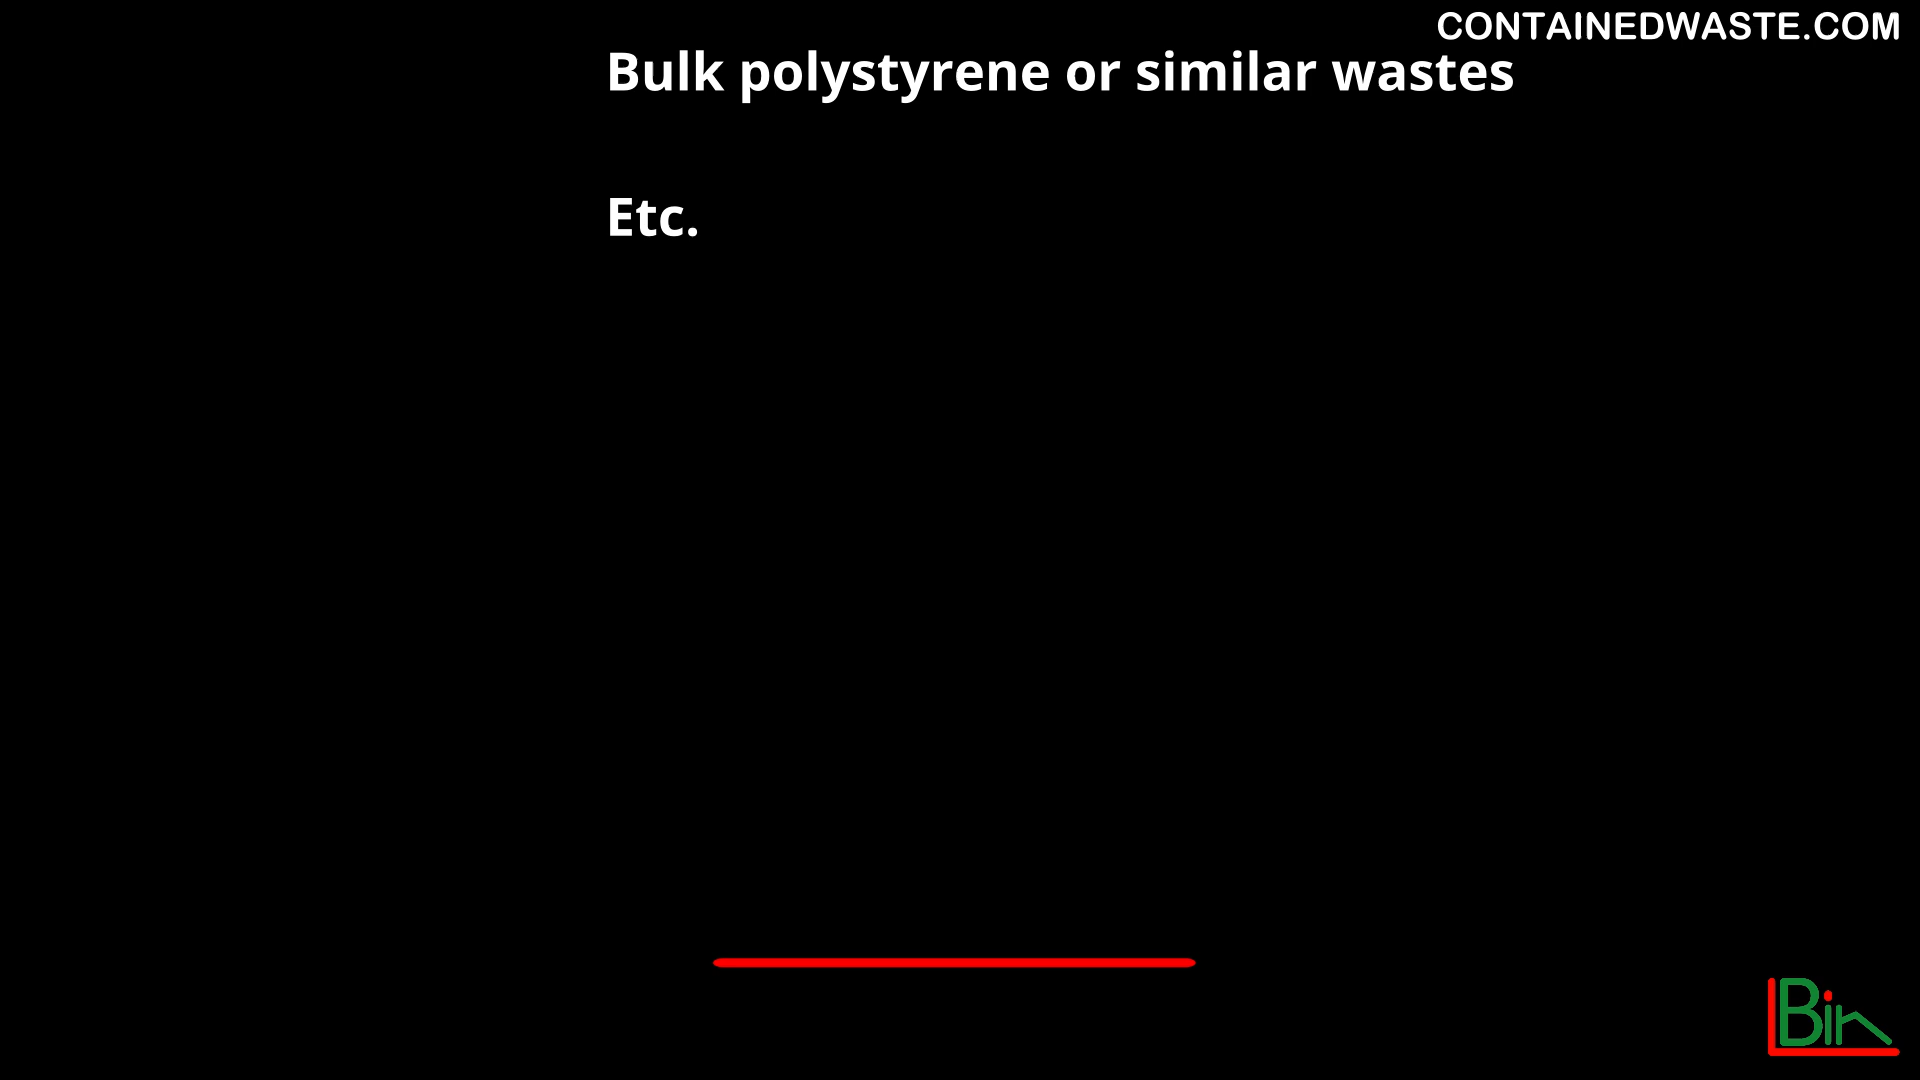 CONTAINEDWASTE.COM
Bulk polystyrene or similar wastes
Etc.
Bin